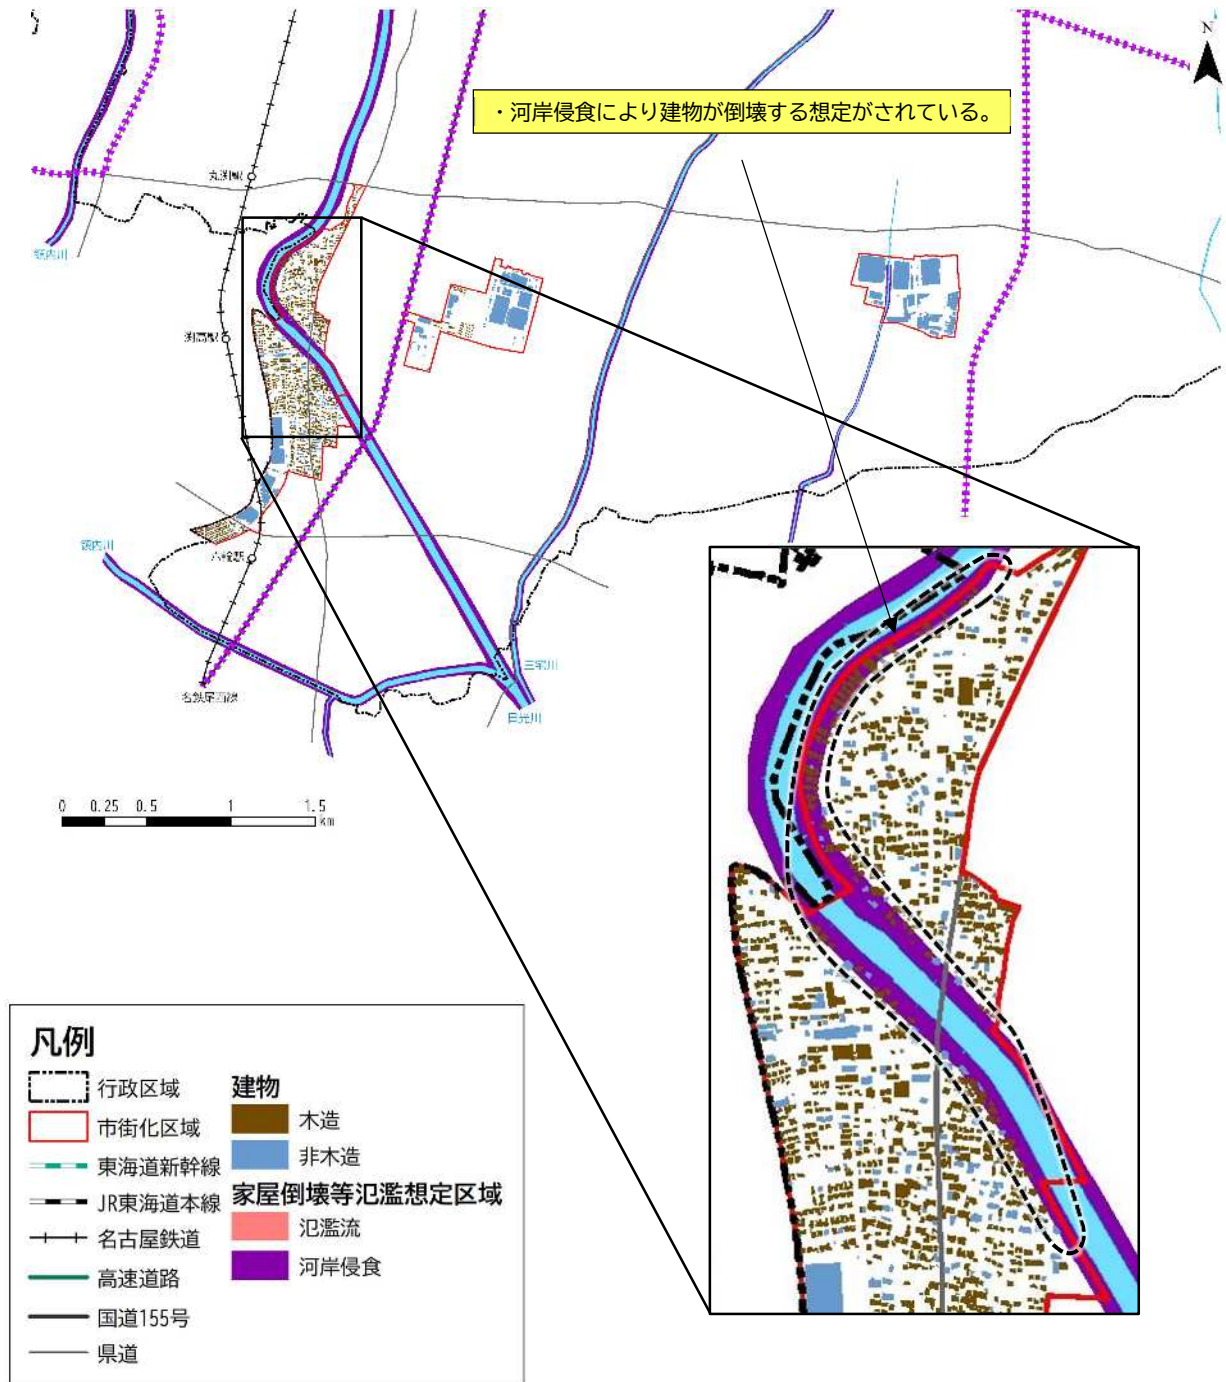 N
・河岸侵食により建物が倒壊する想定がされている。
丸渕駅
領内川
渕高駅
領内川
六輪駅
三宅川
名鉄尾西線
日光川
0 0.25 0.5 1 1.5
km
凡例
行政区域
市街化区域
東海道新幹線
JR東海道本線
名古屋鉄道
高速道路
国道155号
県道
建物
木造
非木造
家屋倒壊等氾濫想定区域
氾濫流
河岸侵食